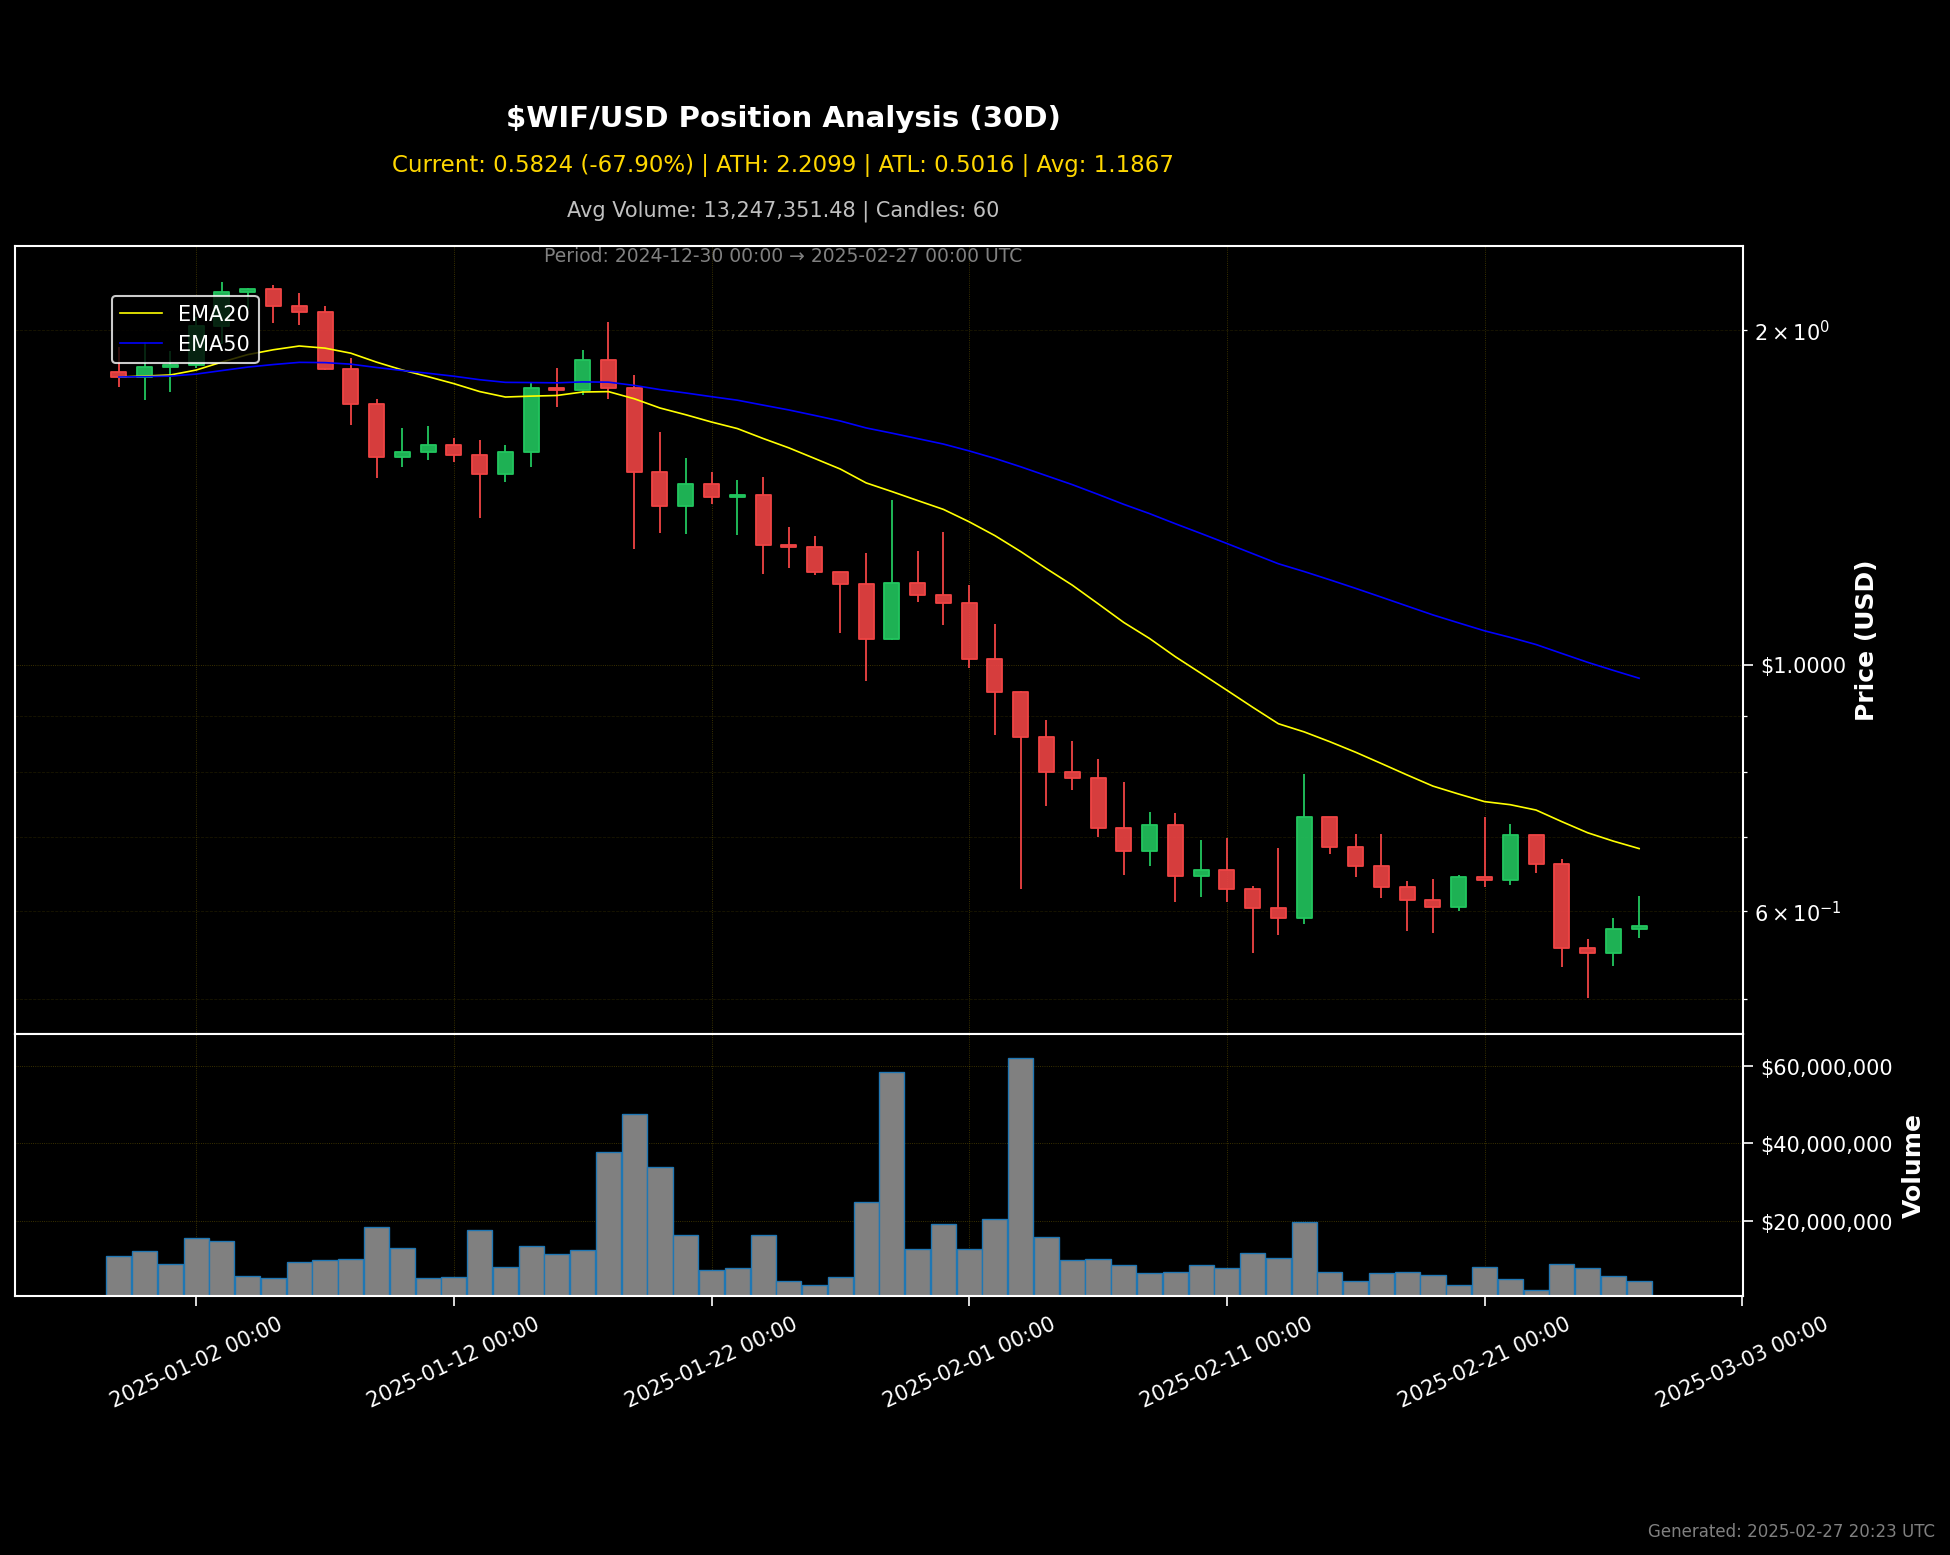 $WIF/USD Position Analysis (30D)
Current: 0.5824 (-67.90%) | ATH: 2.2099 | ATL: 0.5016 | Avg: 1.1867
Avg Volume: 13,247,351.48 | Candles: 60
Period: 2024-12-30 00:00 → 2025-02-27 00:00 UTC
EMA20
EMA50
2 × 10⁰
$1.0000
6 × 10⁻¹
Price (USD)
$60,000,000
$40,000,000
$20,000,000
Volume
2025-01-02 00:00
2025-01-12 00:00
2025-01-22 00:00
2025-02-01 00:00
2025-02-11 00:00
2025-02-21 00:00
2025-03-03 00:00
Generated: 2025-02-27 20:23 UTC